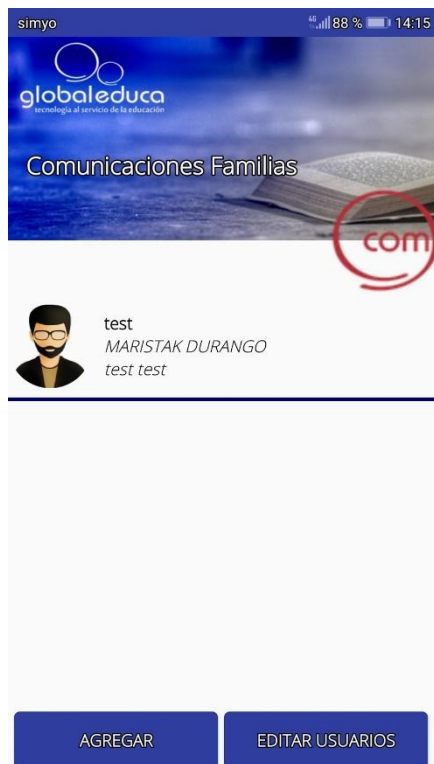 simyo 4G 88 % 14:15
globaleduca
tecnología al servicio de la educación
Comunicaciones Familias
com
test
MARISTAK DURANGO
test test
AGREGAR EDITAR USUARIOS